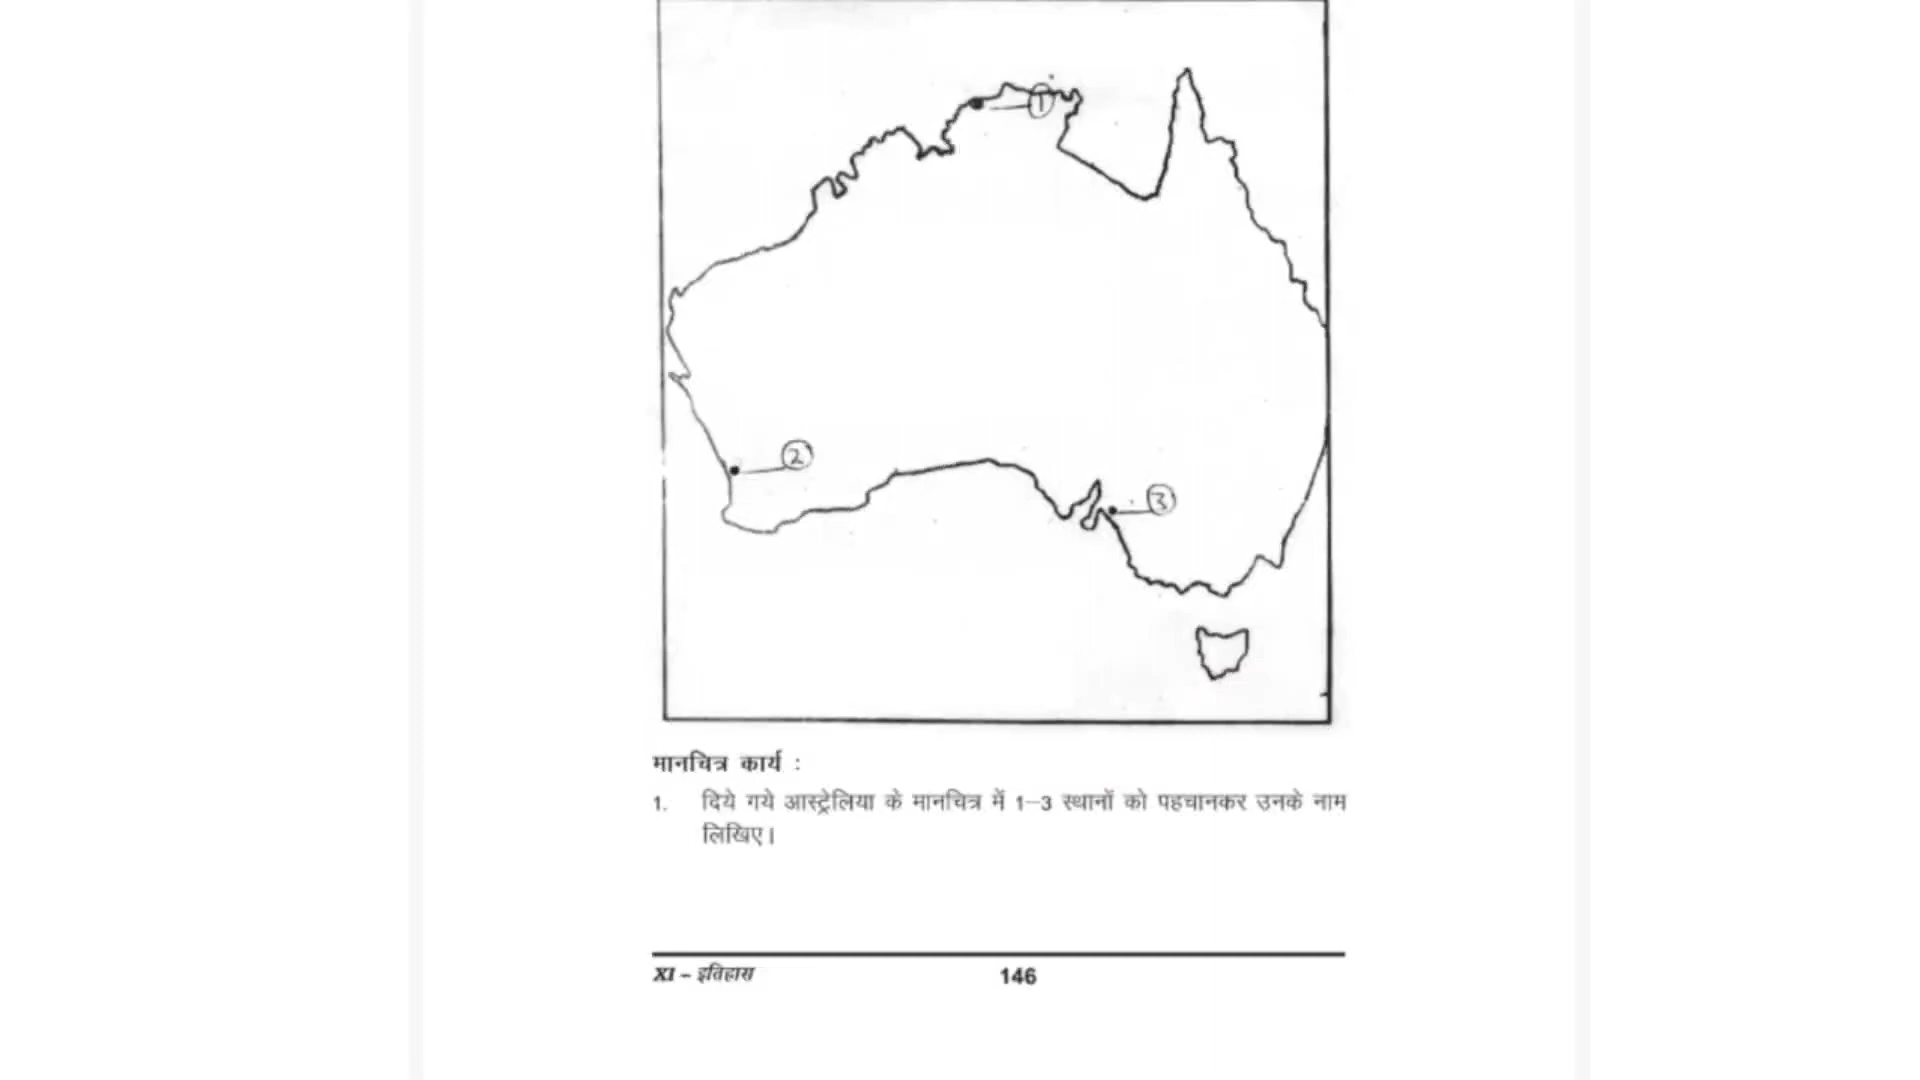 1
2
3
मानचित्र कार्य :
1. दिये गये आस्ट्रेलिया के मानचित्र में 1–3 स्थानों को पहचानकर उनके नाम
लिखिए।
XI – इतिहास 146